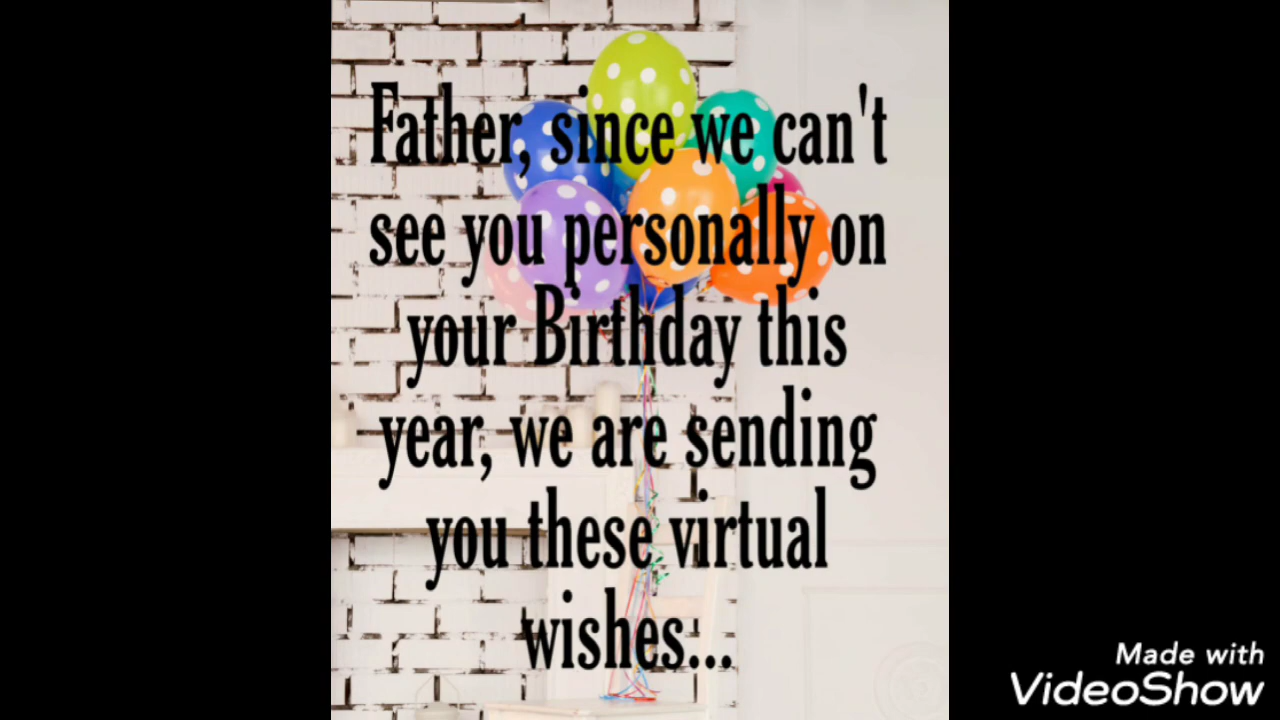 Father, since we can't
see you personally on
your Birthday this
year, we are sending
you these virtual
wishes...
Made with
VideoShow